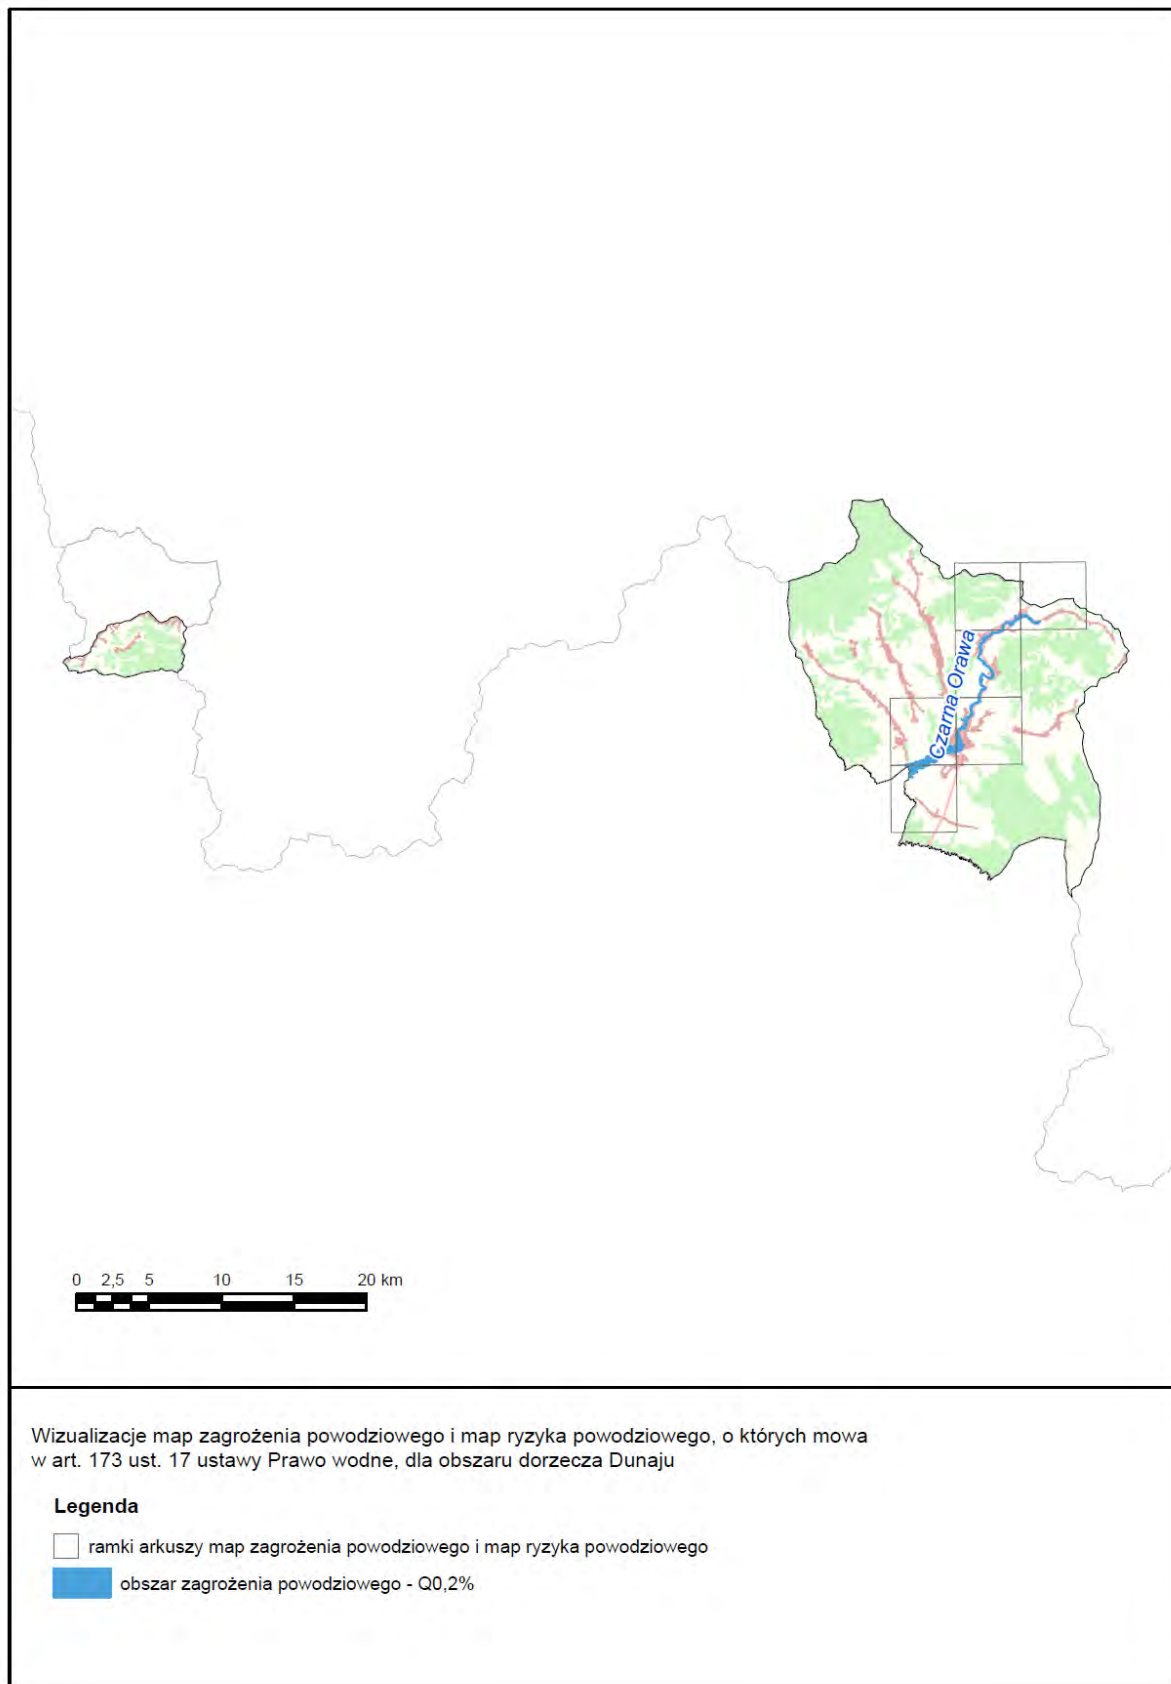 Czarna Orawa
0 2,5 5 10 15 20 km
Wizualizacje map zagrożenia powodziowego i map ryzyka powodziowego, o których mowa
w art. 173 ust. 17 ustawy Prawo wodne, dla obszaru dorzecza Dunaju
Legenda
ramki arkuszy map zagrożenia powodziowego i map ryzyka powodziowego
obszar zagrożenia powodziowego - Q0,2%